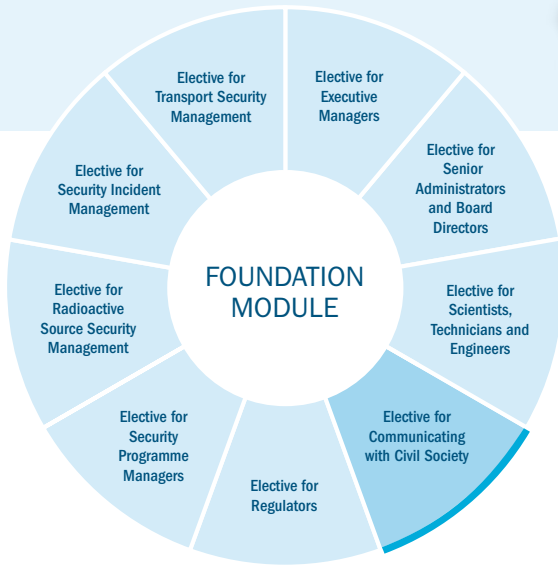 Elective for
Transport Security
Management
Elective for
Executive
Managers
Elective for
Senior
Administrators
and Board
Directors
Elective for
Scientists,
Technicians and
Engineers
Elective for
Communicating
with Civil Society
Elective for
Regulators
Elective for
Security
Programme
Managers
Elective for
Radioactive
Source Security
Management
Elective for
Security Incident
Management
FOUNDATION
MODULE